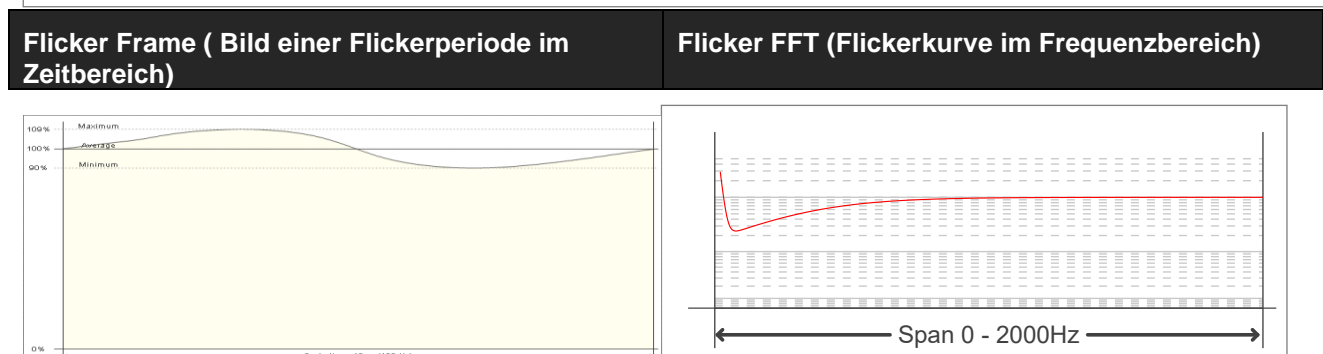 Flicker Frame ( Bild einer Flickerperiode im
Zeitbereich)
Flicker FFT (Flickerkurve im Frequenzbereich)
109%
Maximum
100%
Average
90%
Minimum
0%
Span 0 - 2000Hz